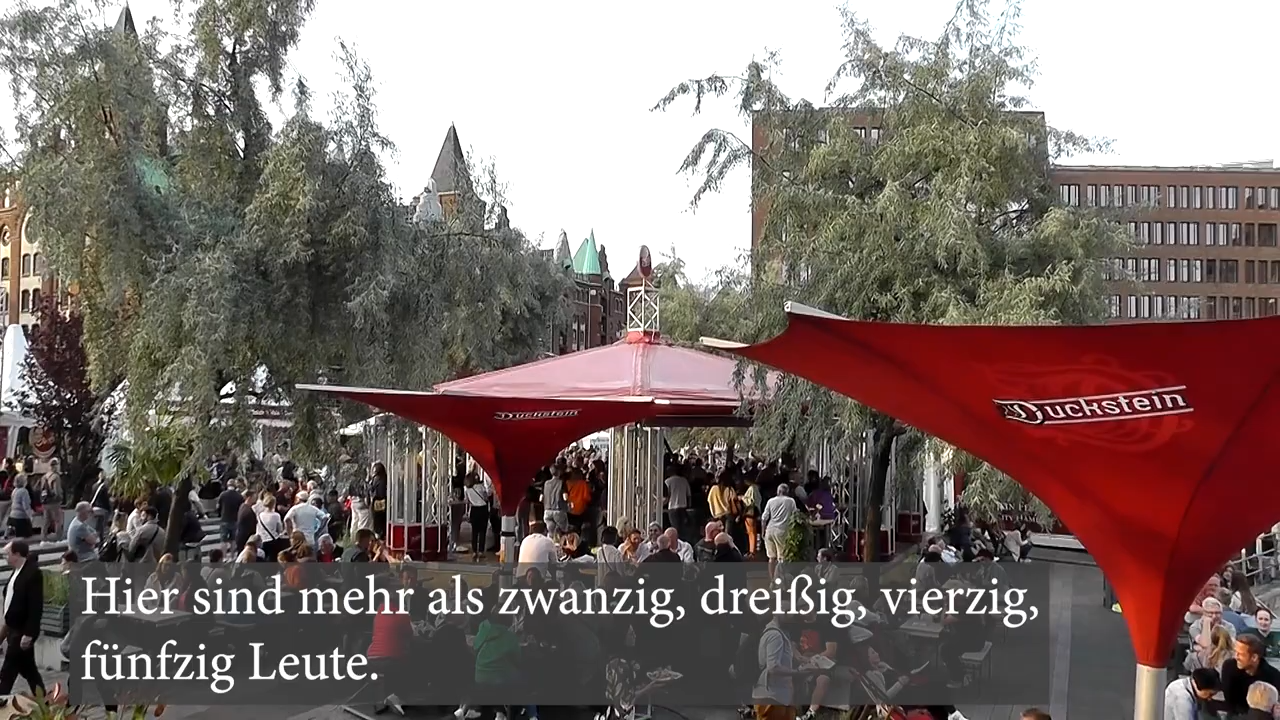 Duckstein
Duckstein
Hier sind mehr als zwanzig, dreißig, vierzig,
fünfzig Leute.